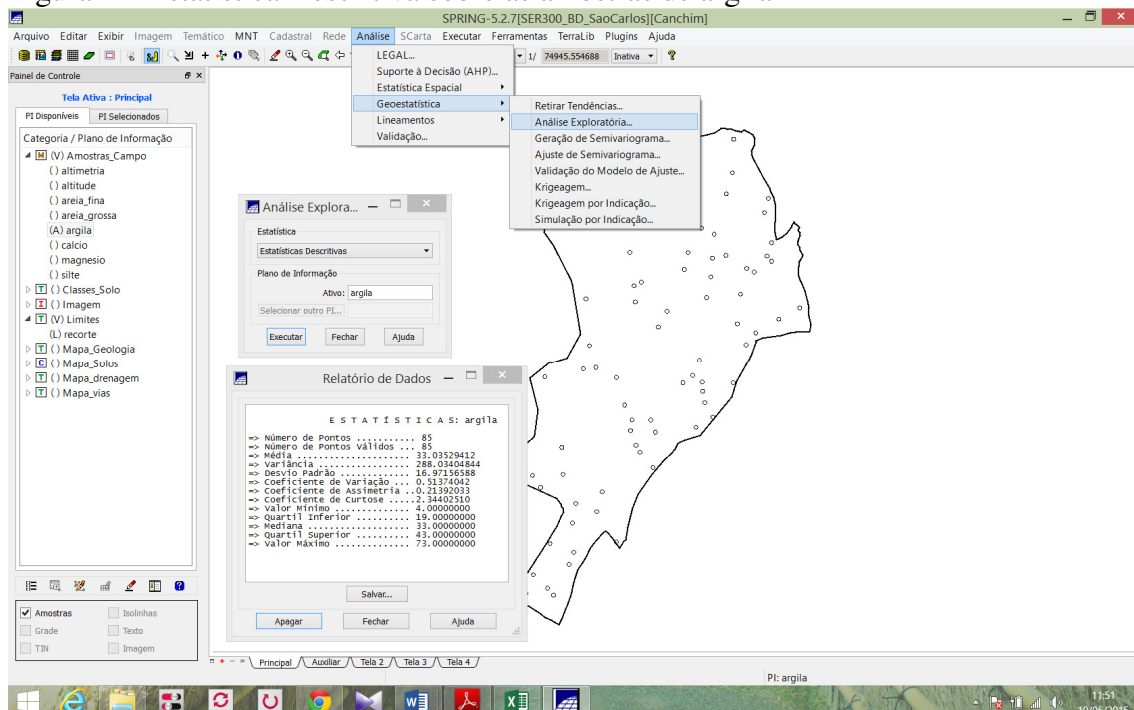 SPRING-5.2.7[SER300_BD_SaoCarlos][Canchim]
Arquivo Editar Exibir Imagem Temático MNT Cadastral Rede Análise SCarta Executar Ferramentas TerraLib Plugins Ajuda
1/ 74945.554688 Inativa
Painel de Controle
Tela Ativa : Principal
PI Disponíveis PI Selecionados
Categoria / Plano de Informação
M (V) Amostras_Campo
() altimetria
() altitude
() areia_fina
() areia_grossa
(A) argila
() calcio
() magnesio
() silte
T () Classes_Solo
I () Imagem
T (V) Limites
(L) recorte
T () Mapa_Geologia
C () Mapa_Solos
T () Mapa_drenagem
T () Mapa_vias
Amostras Isolinhas
Grade Texto
TIN Imagem
LEGAL...
Suporte à Decisão (AHP)...
Estatística Espacial
Geoestatística
Lineamentos
Validação...
Retirar Tendências...
Análise Exploratória...
Geração de Semivariograma...
Ajuste de Semivariograma...
Validação do Modelo de Ajuste...
Krigeagem...
Krigeagem por Indicação...
Simulação por Indicação...
Análise Explora...
Estatística
Estatísticas Descritivas
Plano de Informação
Ativo: argila
Selecionar outro PI...
Executar Fechar Ajuda
Relatório de Dados
E S T A T Í S T I C A S: argila
=> Número de Pontos ........... 85
=> Número de Pontos Válidos ... 85
=> Média ...................... 33.03529412
=> Variância .................. 288.03404844
=> Desvio Padrão .............. 16.97156588
=> Coeficiente de Variação ... 0.51374042
=> Coeficiente de Assimetria ..0.21392033
=> Coeficiente de Curtose .....2.34402510
=> Valor Mínimo ............... 4.00000000
=> Quartil Inferior .......... 19.00000000
=> Mediana ................... 33.00000000
=> Quartil Superior .......... 43.00000000
=> Valor Máximo .............. 73.00000000
Salvar...
Apagar Fechar Ajuda
Principal Auxiliar Tela 2 Tela 3 Tela 4
PI: argila
11:51
10/06/2015